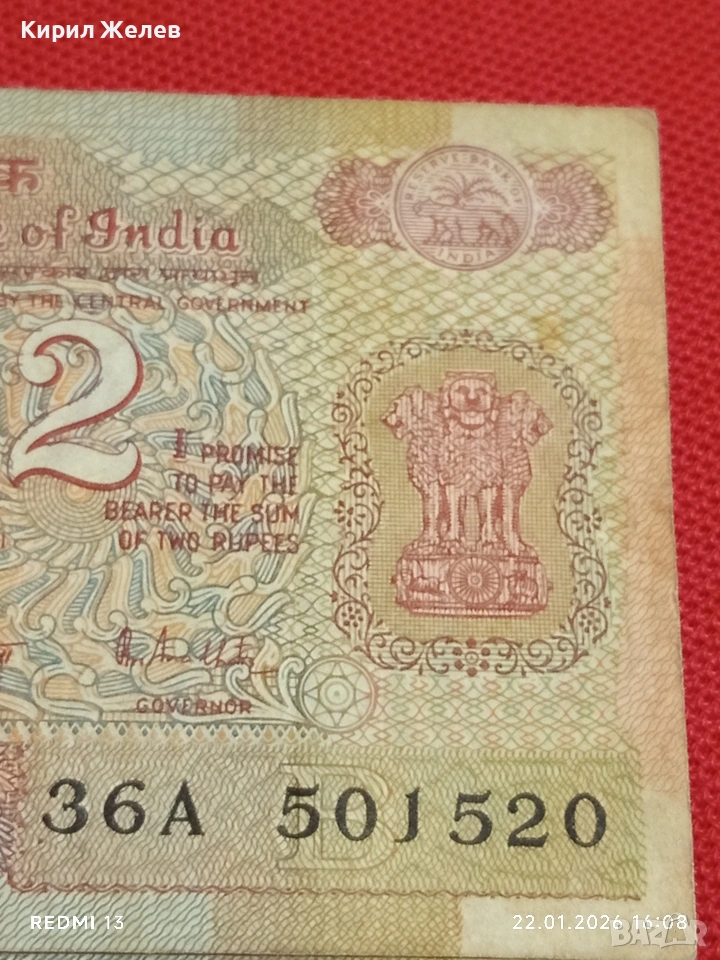 Кирил Желев
क
of India
BY THE CENTRAL GOVERNMENT
RESERVE BANK OF
INDIA
2
I PROMISE
TO PAY THE
BEARER THE SUM
OF TWO RUPEES
GOVERNOR
B
36A 501520
REDMI 13
22.01.2026 16:08
BAZAR